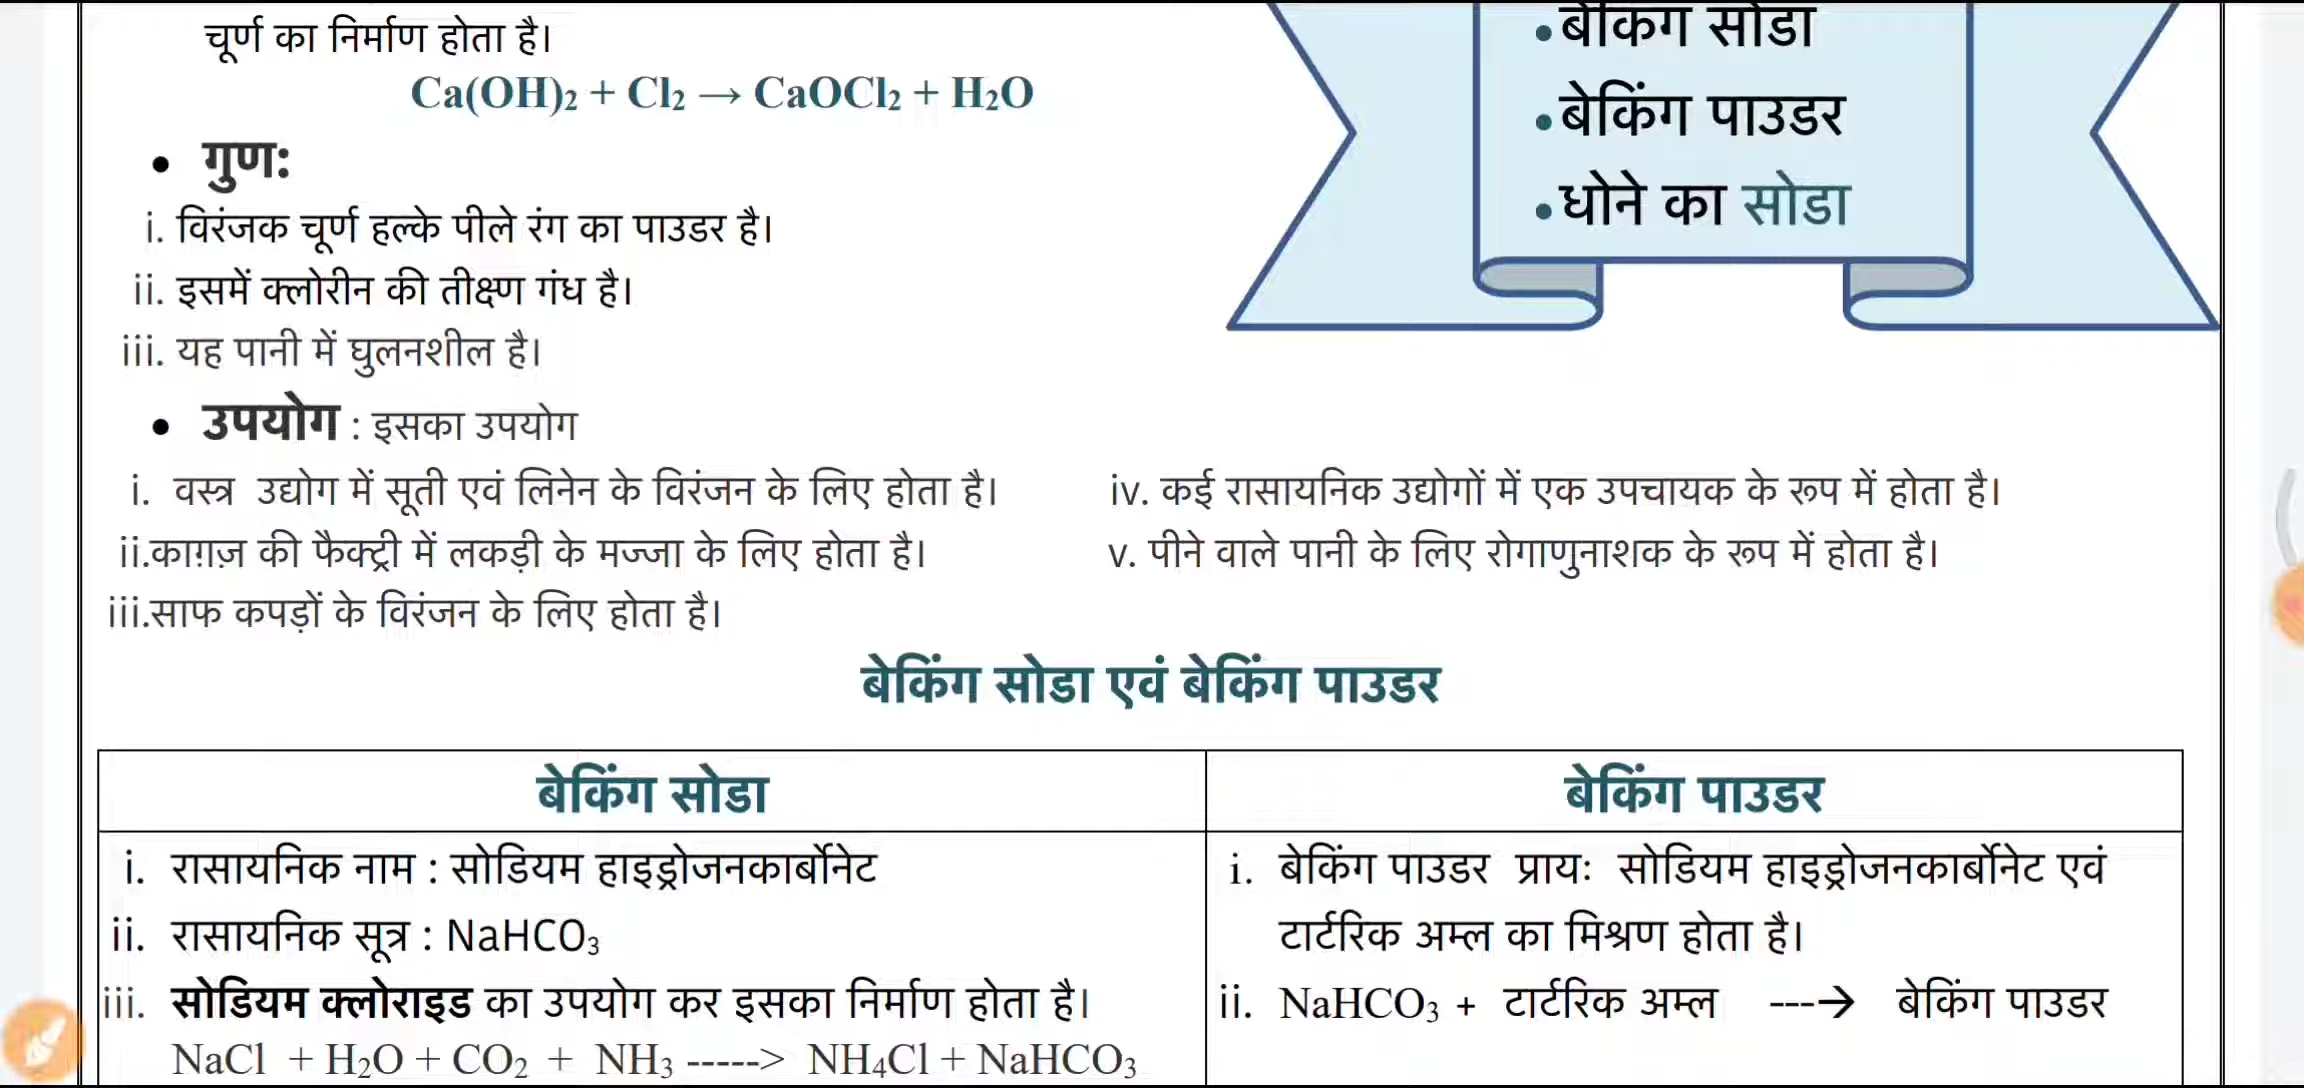 चूर्ण का निर्माण होता है।
Ca(OH)₂ + Cl₂ → CaOCl₂ + H₂O
• गुण:
i. विरंजक चूर्ण हल्के पीले रंग का पाउडर है।
ii. इसमें क्लोरीन की तीक्ष्ण गंध है।
iii. यह पानी में घुलनशील है।
•बेकिंग सोडा
•बेकिंग पाउडर
•धोने का सोडा
• उपयोग : इसका उपयोग
i. वस्त्र उद्योग में सूती एवं लिनेन के विरंजन के लिए होता है।
ii.काग़ज़ की फैक्ट्री में लकड़ी के मज्जा के लिए होता है।
iii.साफ कपड़ों के विरंजन के लिए होता है।
iv. कई रासायनिक उद्योगों में एक उपचायक के रूप में होता है।
v. पीने वाले पानी के लिए रोगाणुनाशक के रूप में होता है।
बेकिंग सोडा एवं बेकिंग पाउडर
बेकिंग सोडा
i. रासायनिक नाम : सोडियम हाइड्रोजनकार्बोनेट
ii. रासायनिक सूत्र : NaHCO₃
iii. सोडियम क्लोराइड का उपयोग कर इसका निर्माण होता है।
NaCl + H₂O + CO₂ + NH₃ -----> NH₄Cl + NaHCO₃
बेकिंग पाउडर
i. बेकिंग पाउडर प्रायः सोडियम हाइड्रोजनकार्बोनेट एवं
टार्टरिक अम्ल का मिश्रण होता है।
ii. NaHCO₃ + टार्टरिक अम्ल ---→ बेकिंग पाउडर